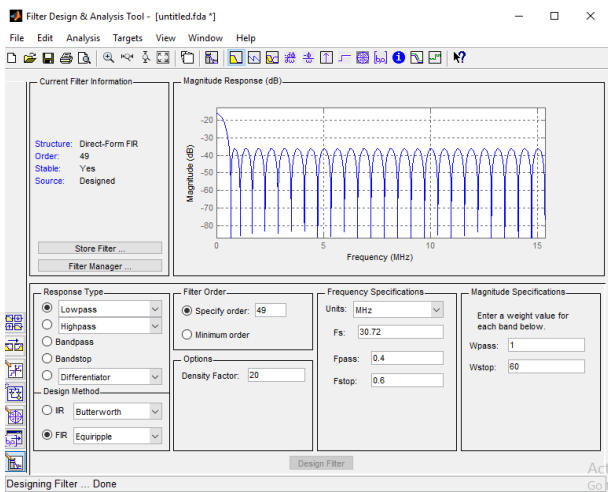 Filter Design & Analysis Tool - [untitled.fda *]
File Edit Analysis Targets View Window Help
Current Filter Information
Structure: Direct-Form FIR
Order: 49
Stable: Yes
Source: Designed
Store Filter ...
Filter Manager ...
Magnitude Response (dB)
Magnitude (dB)
-20
-30
-40
-50
-60
-70
-80
0 5 10 15
Frequency (MHz)
Response Type
Lowpass
Highpass
Bandpass
Bandstop
Differentiator
Design Method
IIR Butterworth
FIR Equiripple
Filter Order
Specify order: 49
Minimum order
Options
Density Factor: 20
Frequency Specifications
Units: MHz
Fs: 30.72
Fpass: 0.4
Fstop: 0.6
Magnitude Specifications
Enter a weight value for
each band below.
Wpass: 1
Wstop: 60
Design Filter
Designing Filter ... Done
Act
Go